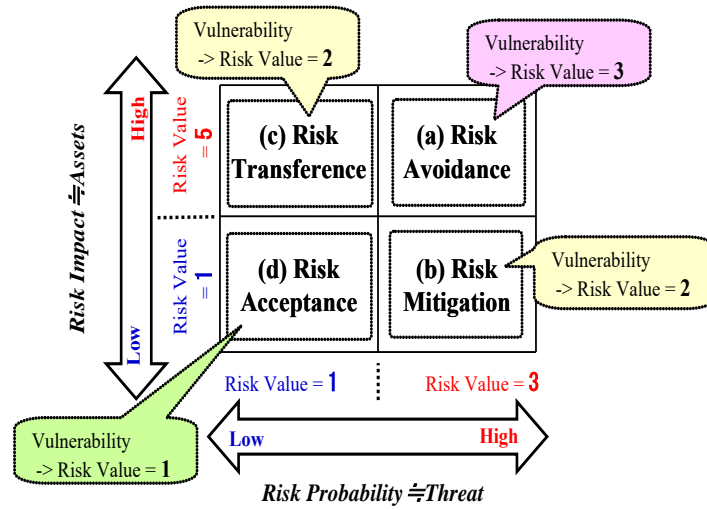 Vulnerability
-> Risk Value = 2
Vulnerability
-> Risk Value = 3
High
Risk Value
= 5
(c) Risk
Transference
(a) Risk
Avoidance
Risk Impact ≒Assets
Low
Risk Value
= 1
(d) Risk
Acceptance
(b) Risk
Mitigation
Vulnerability
-> Risk Value = 2
Risk Value = 1
Risk Value = 3
Vulnerability
-> Risk Value = 1
Low
High
Risk Probability ≒Threat